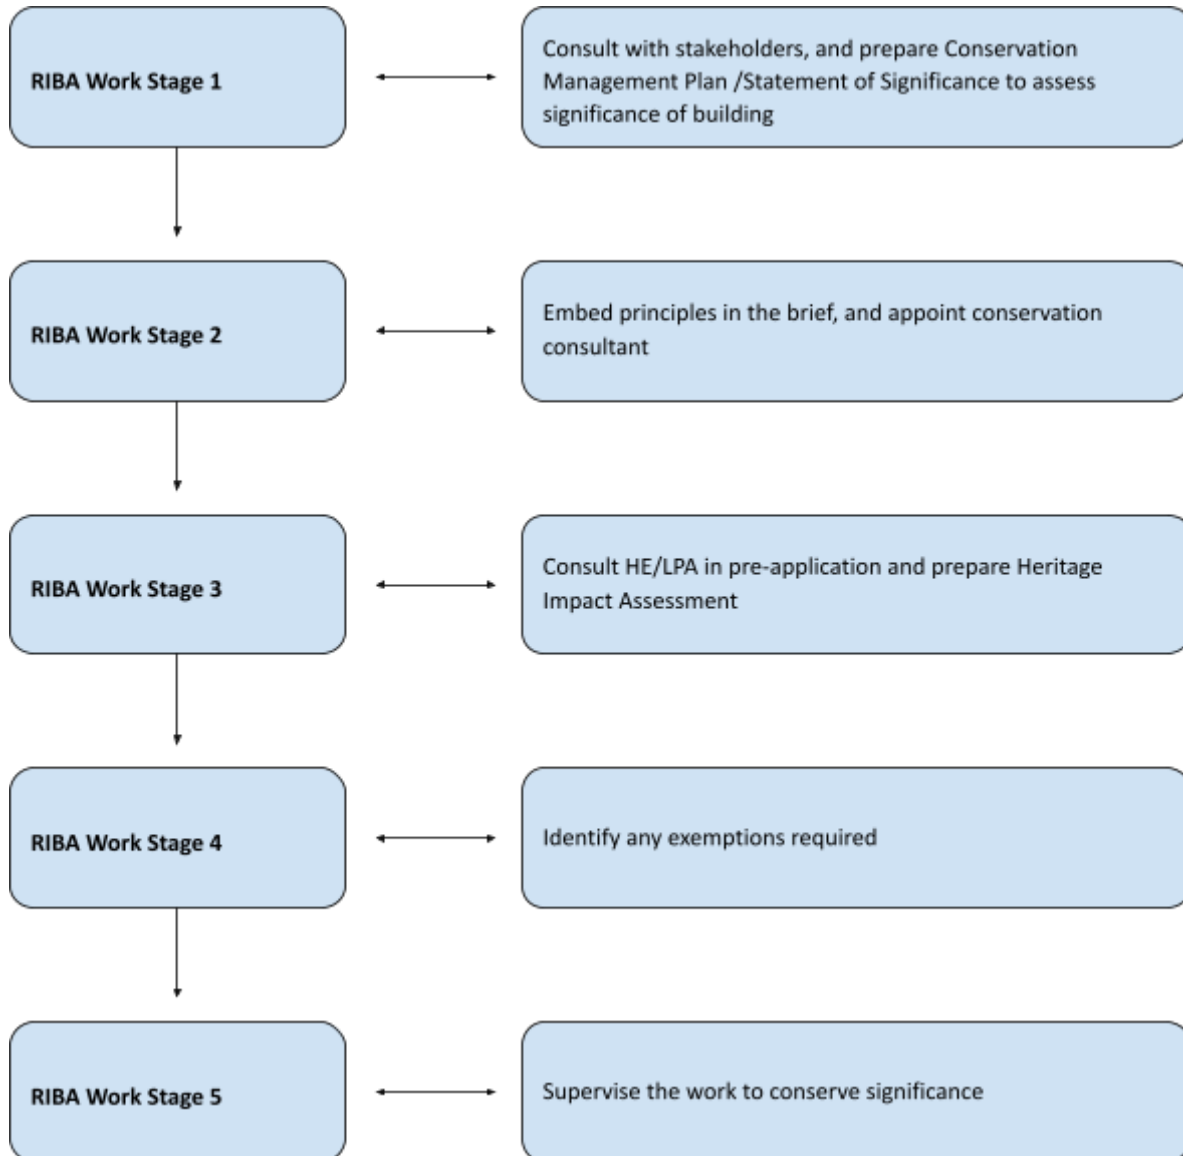 RIBA Work Stage 1
Consult with stakeholders, and prepare Conservation
Management Plan /Statement of Significance to assess
significance of building
RIBA Work Stage 2
Embed principles in the brief, and appoint conservation
consultant
RIBA Work Stage 3
Consult HE/LPA in pre-application and prepare Heritage
Impact Assessment
RIBA Work Stage 4
Identify any exemptions required
RIBA Work Stage 5
Supervise the work to conserve significance